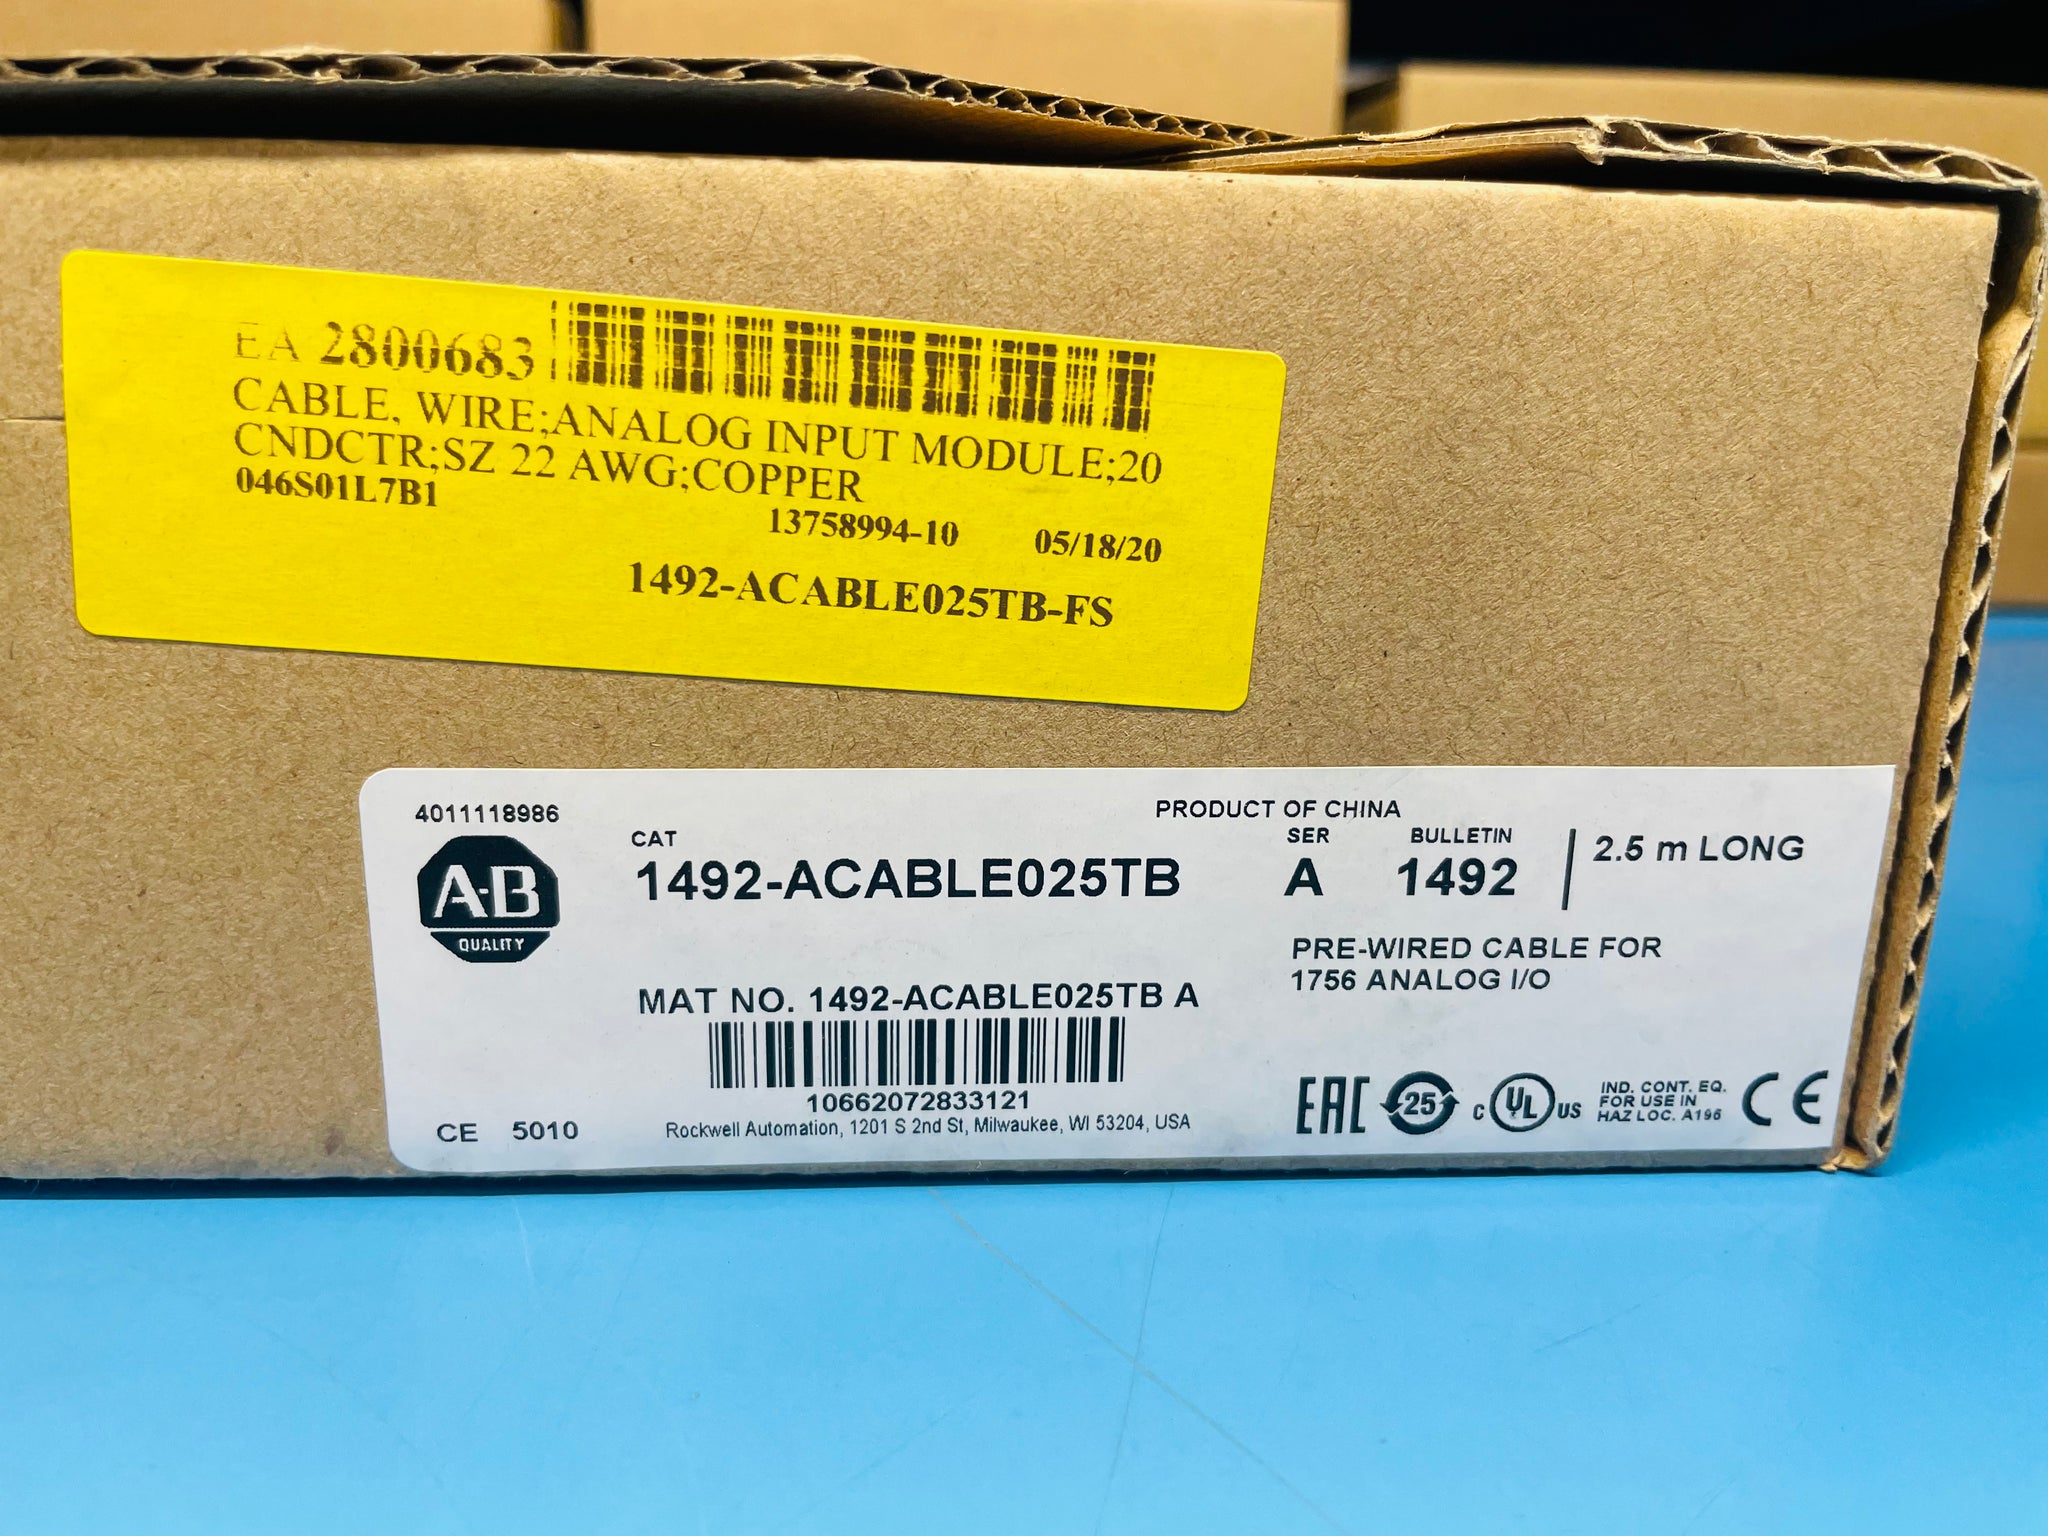 EA 2800683
CABLE, WIRE;ANALOG INPUT MODULE;20
CNDCTR;SZ 22 AWG;COPPER
046S01L7B1
13758994-10 05/18/20
1492-ACABLE025TB-FS
4011118986
A-B
QUALITY
CAT
1492-ACABLE025TB
PRODUCT OF CHINA
SER BULLETIN
A 1492
2.5 m LONG
PRE-WIRED CABLE FOR
1756 ANALOG I/O
MAT NO. 1492-ACABLE025TB A
10662072833121
CE 5010
Rockwell Automation, 1201 S 2nd St, Milwaukee, WI 53204, USA
EAC
25
C UL US
IND. CONT. EQ.
FOR USE IN
HAZ LOC. A196
CE